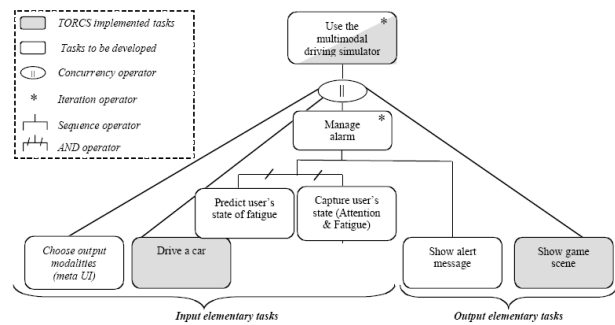 TORCS implemented tasks
Tasks to be developed
|| Concurrency operator
* Iteration operator
Sequence operator
AND operator
Use the *
multimodal
driving simulator
||
Manage *
alarm
Predict user's
state of fatigue
Capture user's
state (Attention
& Fatigue)
Choose output
modalities
(meta UI)
Drive a car
Show alert
message
Show game
scene
Input elementary tasks
Output elementary tasks